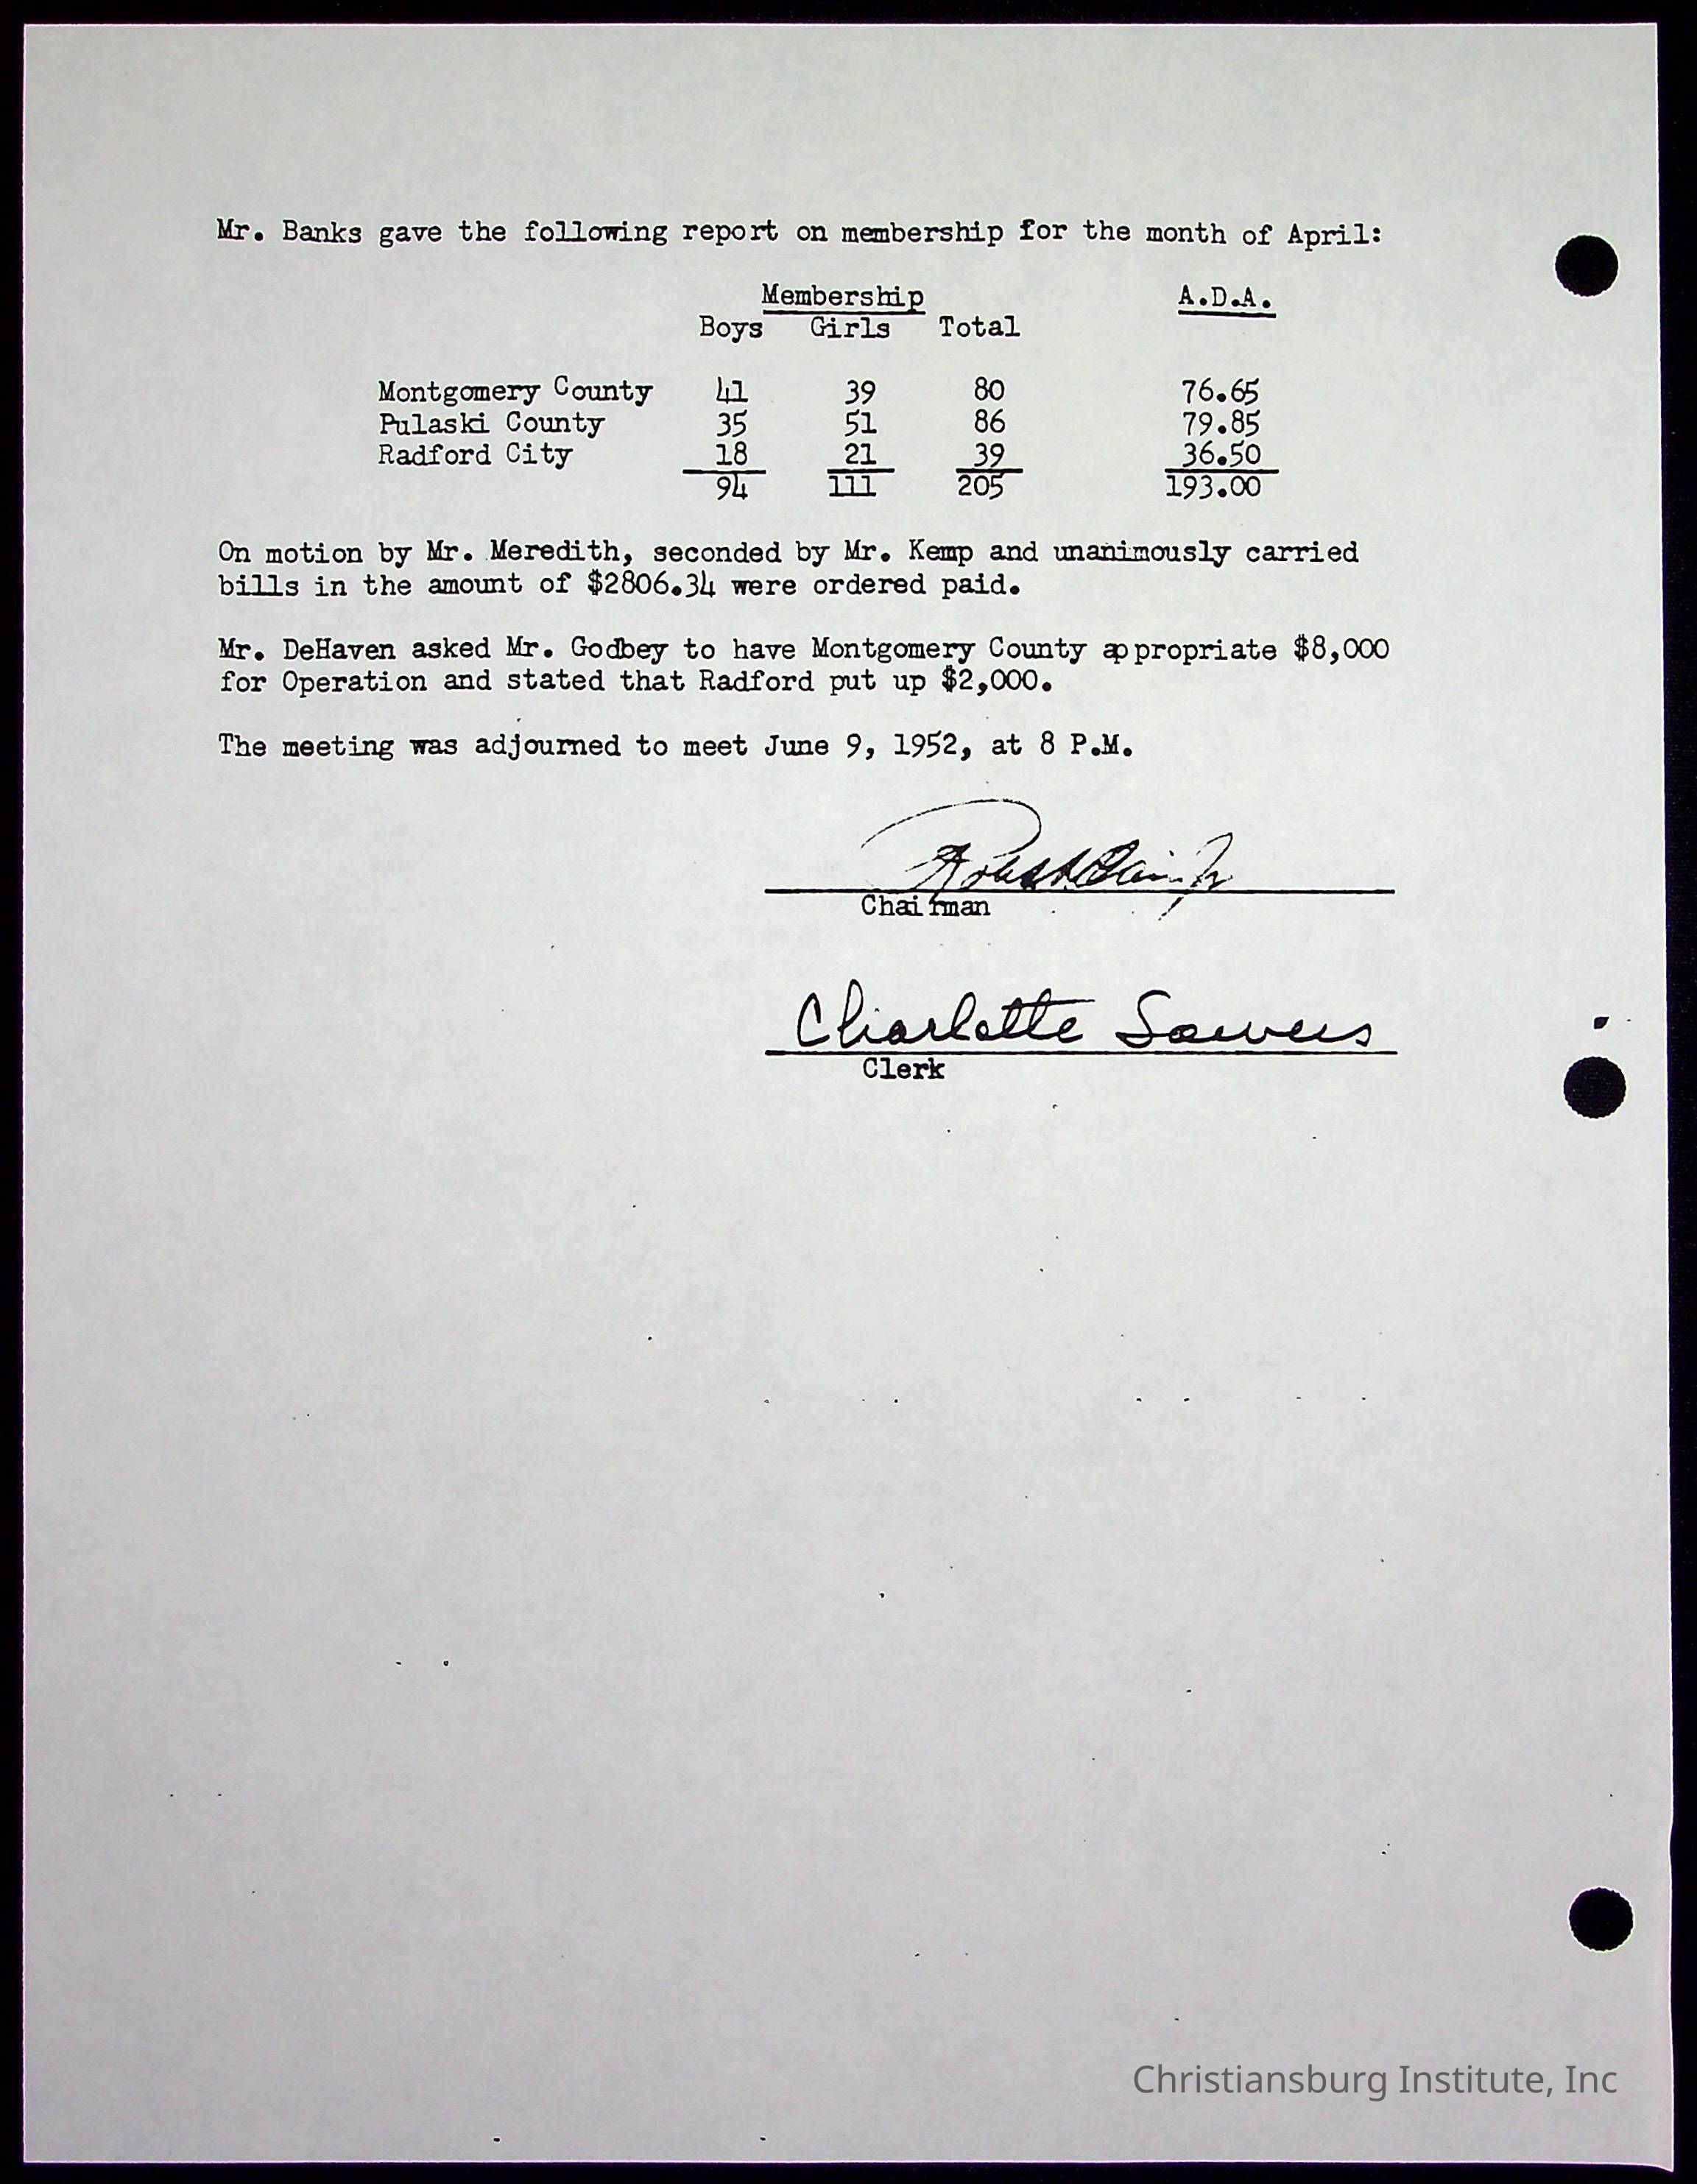 Mr. Banks gave the following report on membership for the month of April:
Membership A.D.A.
Boys Girls Total
Montgomery County 41 39 80 76.65
Pulaski County 35 51 86 79.85
Radford City 18 21 39 36.50
94 111 205 193.00
On motion by Mr. Meredith, seconded by Mr. Kemp and unanimously carried
bills in the amount of $2806.34 were ordered paid.
Mr. DeHaven asked Mr. Godbey to have Montgomery County appropriate $8,000
for Operation and stated that Radford put up $2,000.
The meeting was adjourned to meet June 9, 1952, at 8 P.M.
Chairman
Charlotte Sowers
Clerk
Christiansburg Institute, Inc